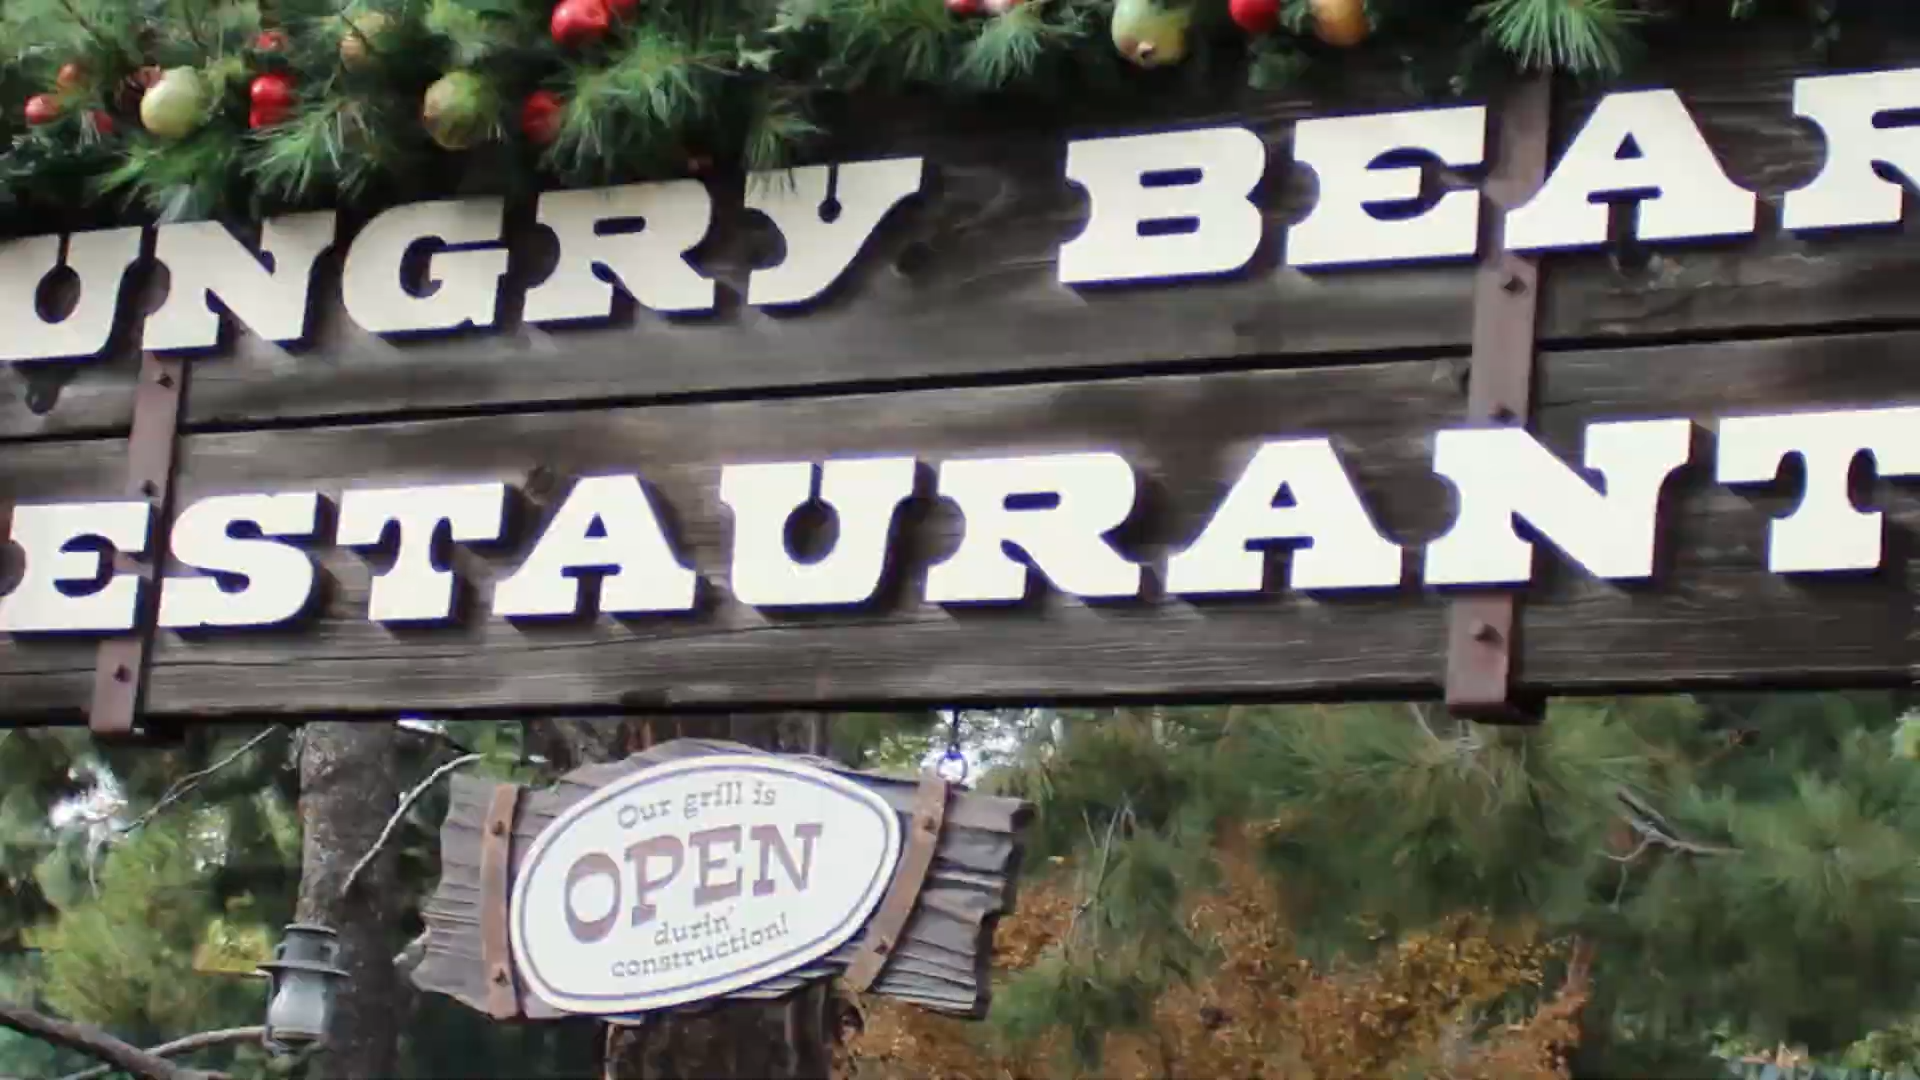 UNGRY BEAR
ESTAURANT
Our grill is
OPEN
durin'
construction!